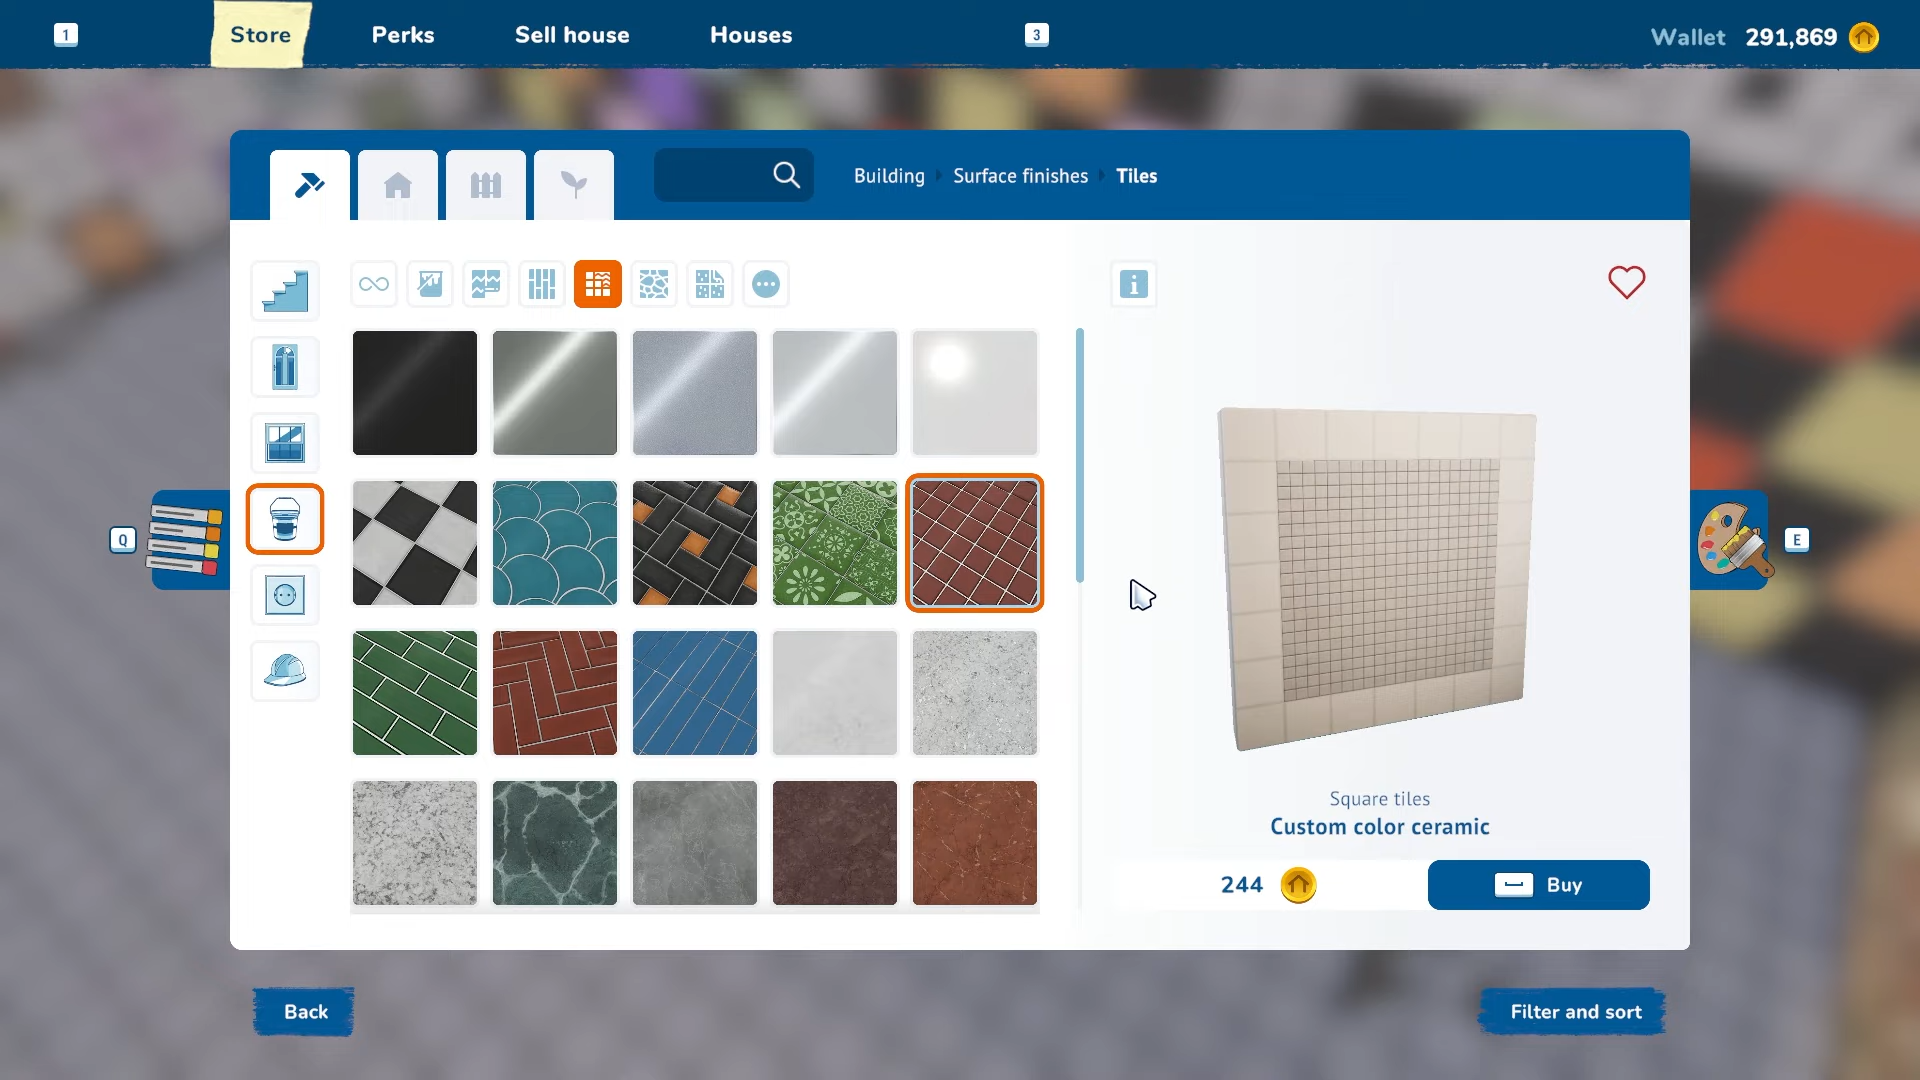 1
Store
Perks
Sell house
Houses
3
Wallet 291,869
Building
Surface finishes
Tiles
i
Q
E
Square tiles
Custom color ceramic
244
Buy
Back
Filter and sort